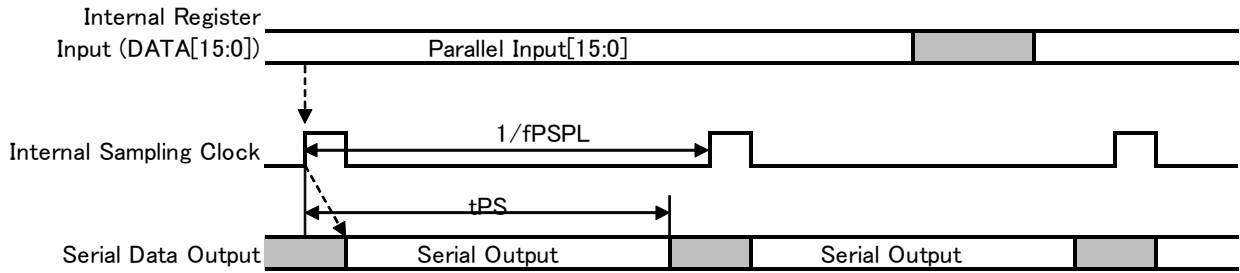 Internal Register
Input (DATA[15:0])
Parallel Input[15:0]
1/fPSPL
Internal Sampling Clock
tPS
Serial Data Output
Serial Output
Serial Output